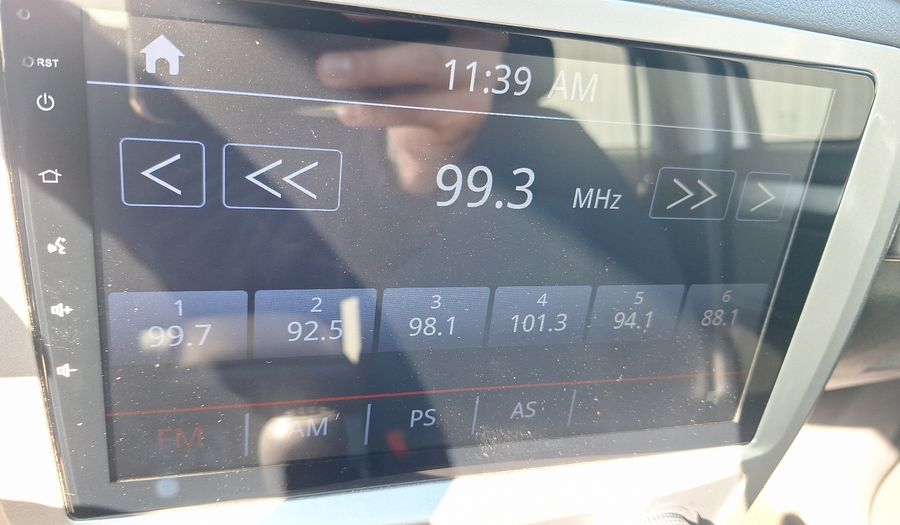 RST
11:39 AM
< << 99.3 MHz >> >
1 2 3 4 5 6
99.7 92.5 98.1 101.3 94.1 88.1
FM AM PS AS